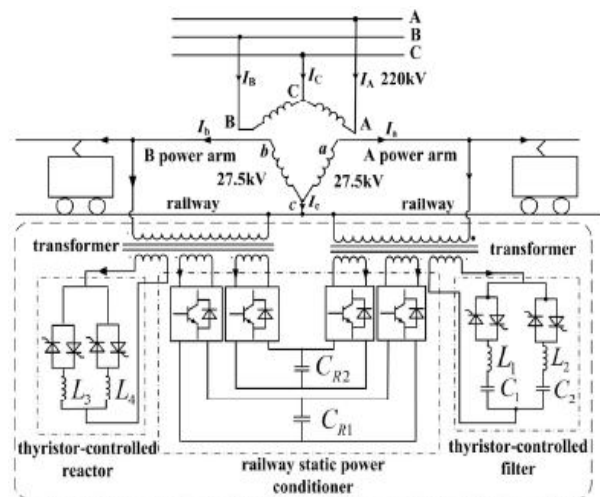 A
B
C
I_B
I_C
I_A 220kV
C
B
A
I_b
I_a
B power arm
b
a
A power arm
27.5kV
27.5kV
railway
c
I_c
railway
transformer
transformer
L_3
L_4
C_R2
C_R1
L_1
L_2
C_1
C_2
thyristor-controlled
reactor
railway static power
conditioner
thyristor-controlled
filter